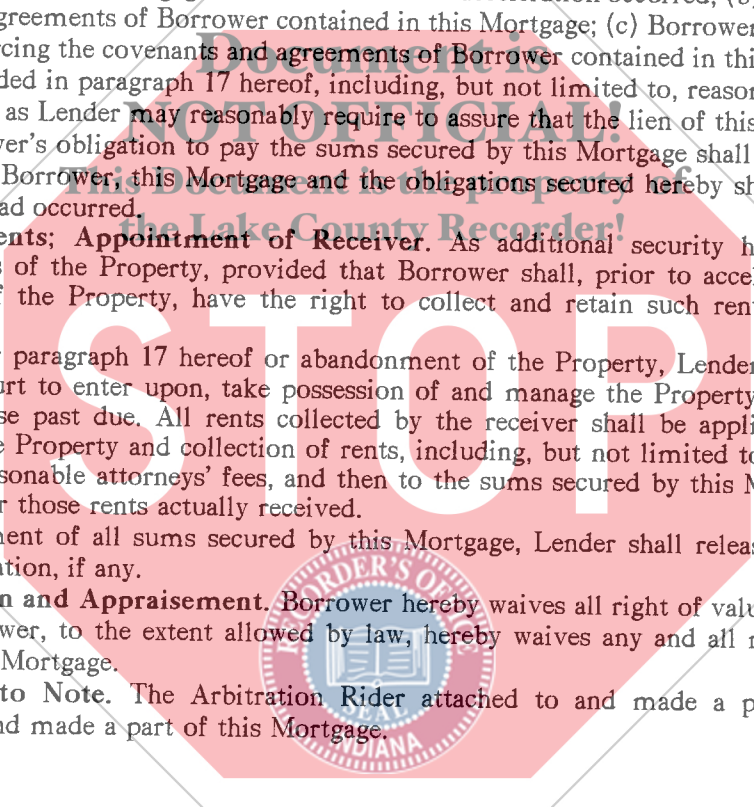 greements of Borrower contained in this Mortgage; (c) Borrower
rcing the covenants and agreements of Borrower contained in thi
ded in paragraph 17 hereof, including, but not limited to, reason
as Lender may reasonably require to assure that the lien of this
ver's obligation to pay the sums secured by this Mortgage shall
Borrower, this Mortgage and the obligations secured hereby sh
ad occurred.
ents; Appointment of Receiver. As additional security h
of the Property, provided that Borrower shall, prior to accel
f the Property, have the right to collect and retain such rent
paragraph 17 hereof or abandonment of the Property, Lender
urt to enter upon, take possession of and manage the Property
se past due. All rents collected by the receiver shall be appli
e Property and collection of rents, including, but not limited to
sonable attorneys' fees, and then to the sums secured by this M
r those rents actually received.
ent of all sums secured by this Mortgage, Lender shall releas
tion, if any.
n and Appraisement. Borrower hereby waives all right of valu
wer, to the extent allowed by law, hereby waives any and all r
Mortgage.
to Note. The Arbitration Rider attached to and made a p
nd made a part of this Mortgage.
Document is
NOT OFFICIAL!
This Document is the property of
the Lake County Recorder!
STOP
RECORDER'S OFFICE
SEAL
INDIANA